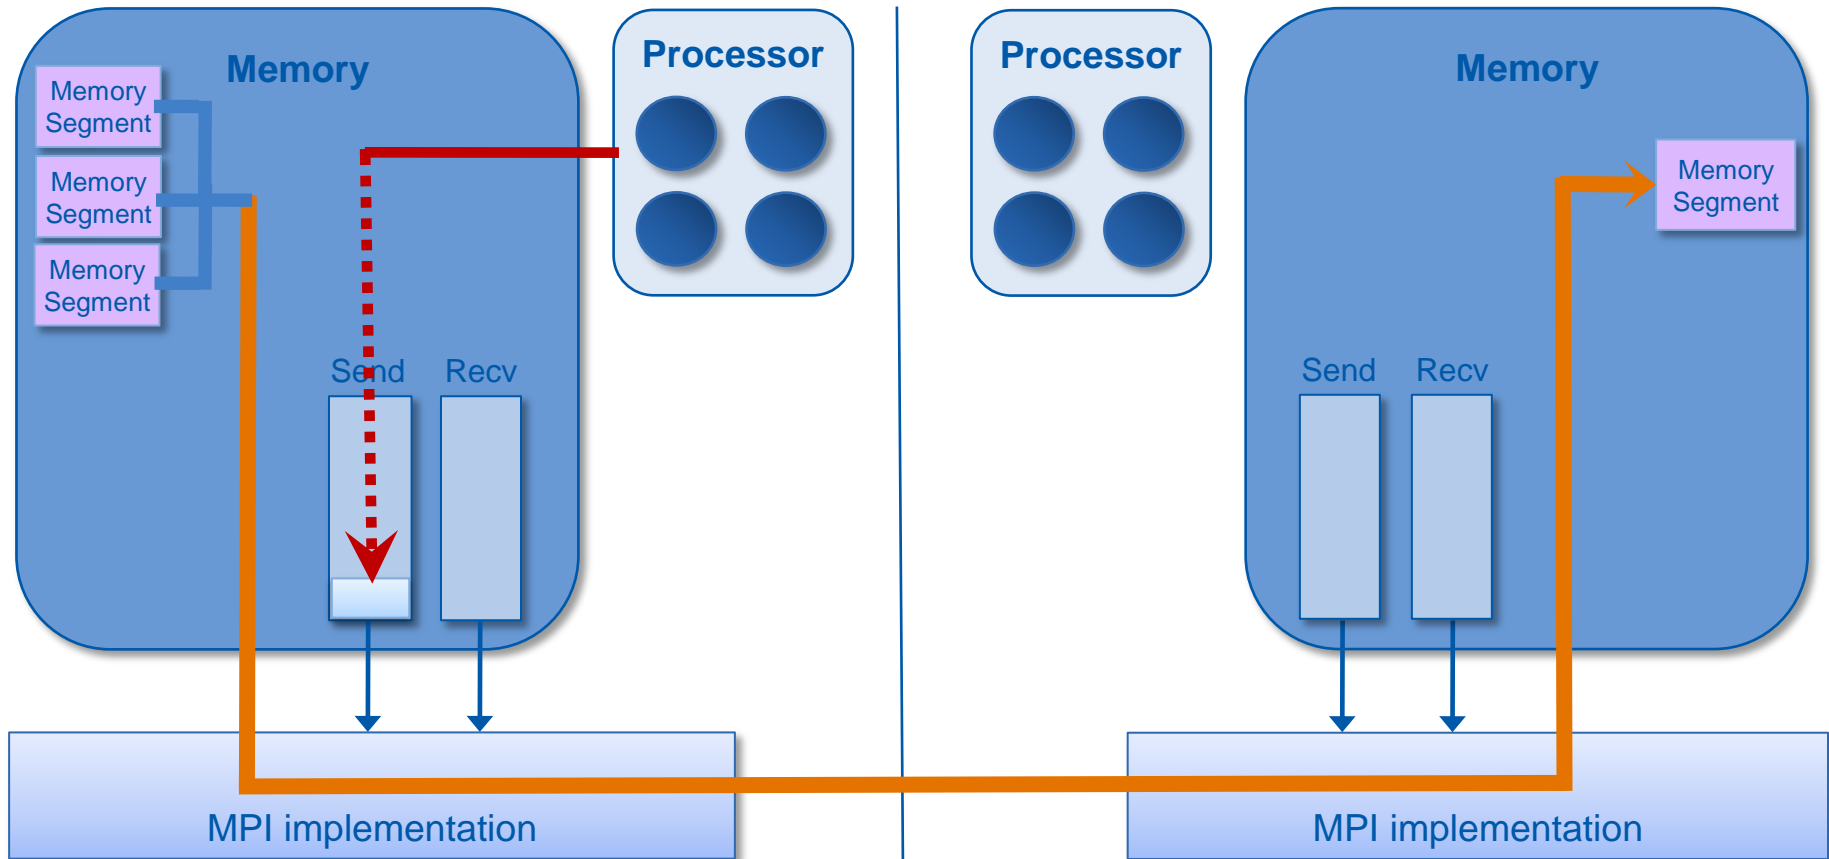 Memory
Processor
Memory
Segment
Memory
Segment
Memory
Segment
Send
Recv
MPI implementation
Processor
Memory
Memory
Segment
Send
Recv
MPI implementation